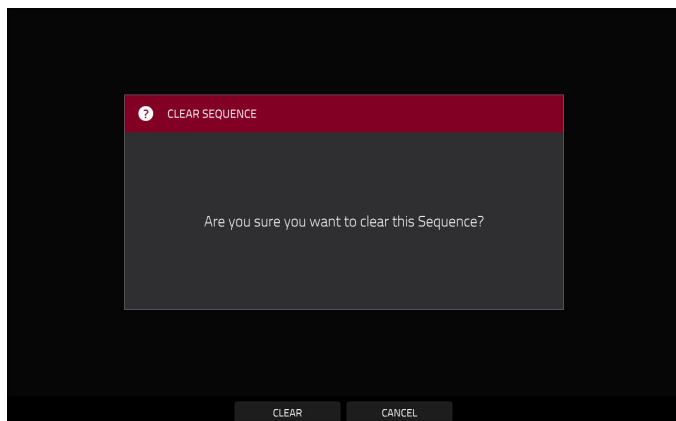 ? CLEAR SEQUENCE
Are you sure you want to clear this Sequence?
CLEAR CANCEL